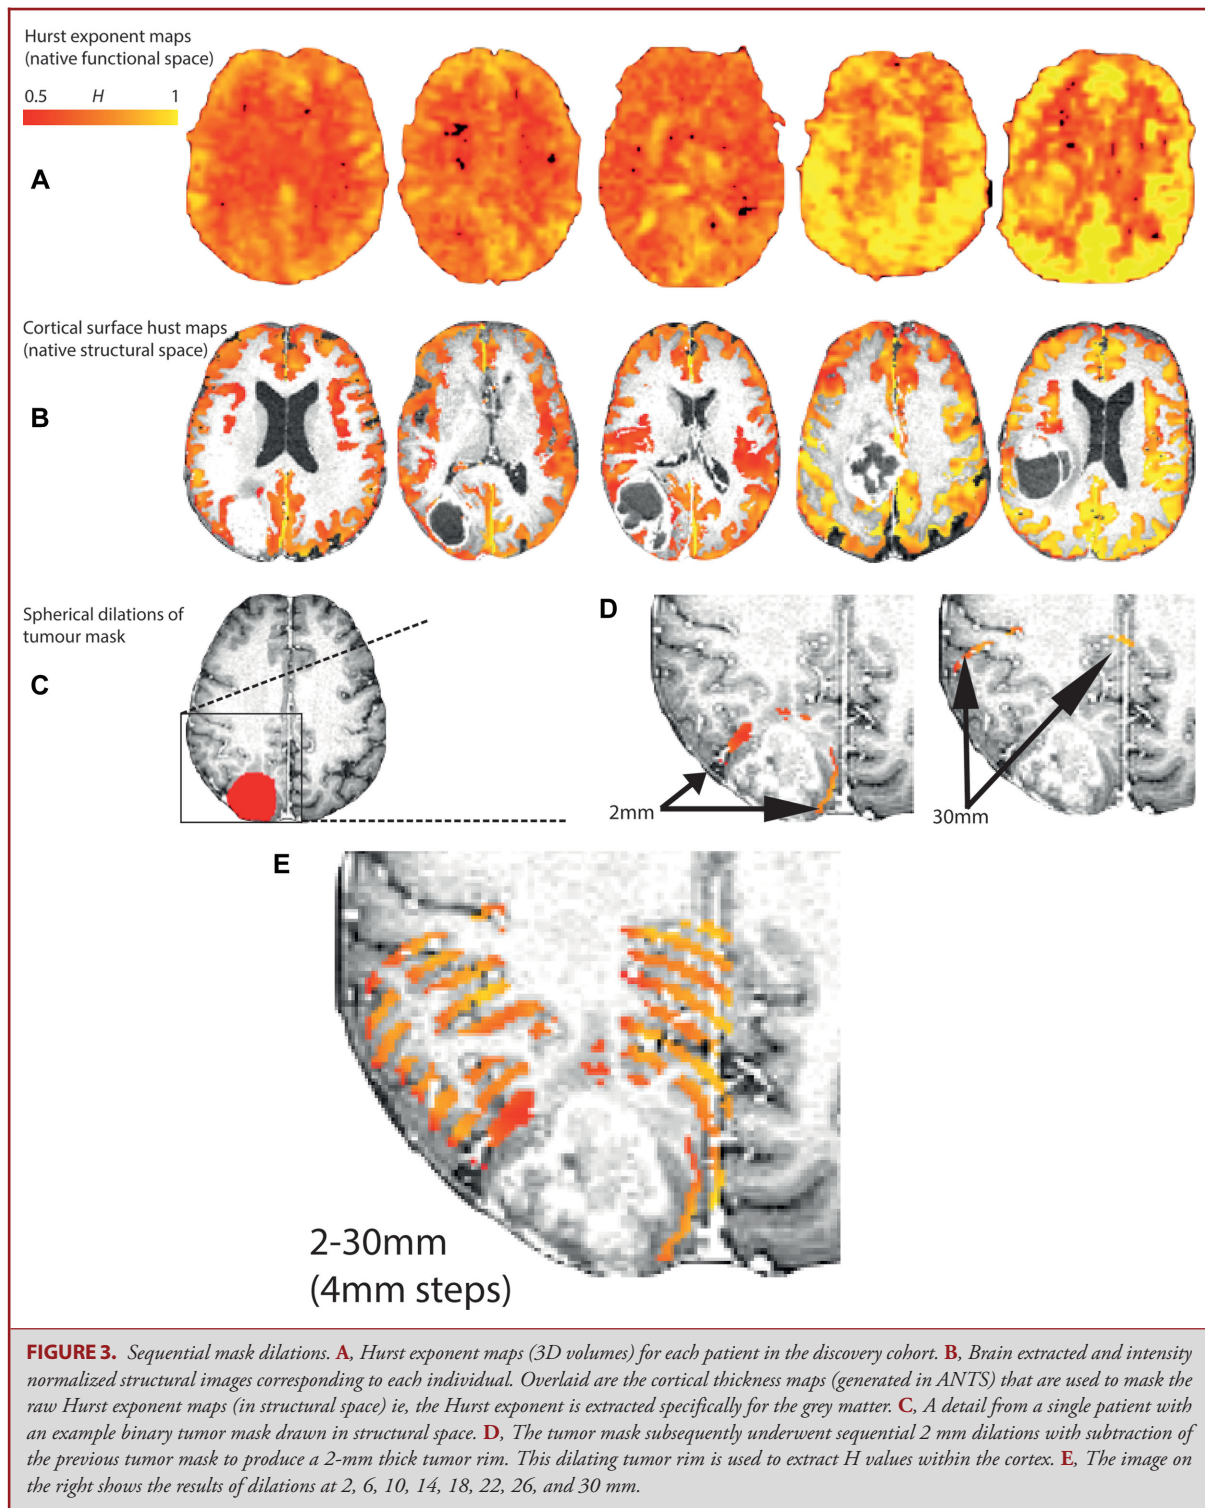 Hurst exponent maps
(native functional space)
0.5 H 1
A
Cortical surface hust maps
(native structural space)
B
Spherical dilations of
tumour mask
C
D
2mm
30mm
E
2-30mm
(4mm steps)
FIGURE 3. Sequential mask dilations. A, Hurst exponent maps (3D volumes) for each patient in the discovery cohort. B, Brain extracted and intensity
normalized structural images corresponding to each individual. Overlaid are the cortical thickness maps (generated in ANTS) that are used to mask the
raw Hurst exponent maps (in structural space) ie, the Hurst exponent is extracted specifically for the grey matter. C, A detail from a single patient with
an example binary tumor mask drawn in structural space. D, The tumor mask subsequently underwent sequential 2 mm dilations with subtraction of
the previous tumor mask to produce a 2-mm thick tumor rim. This dilating tumor rim is used to extract H values within the cortex. E, The image on
the right shows the results of dilations at 2, 6, 10, 14, 18, 22, 26, and 30 mm.